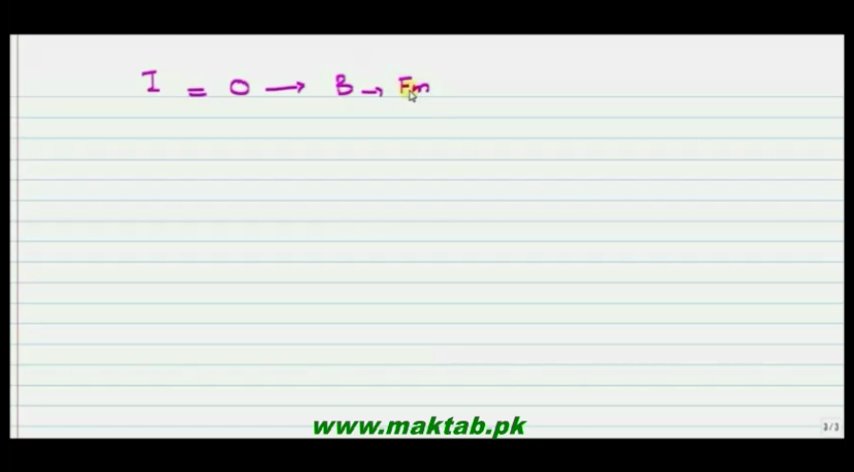 I = 0 → B → Fm
www.maktab.pk
3/3